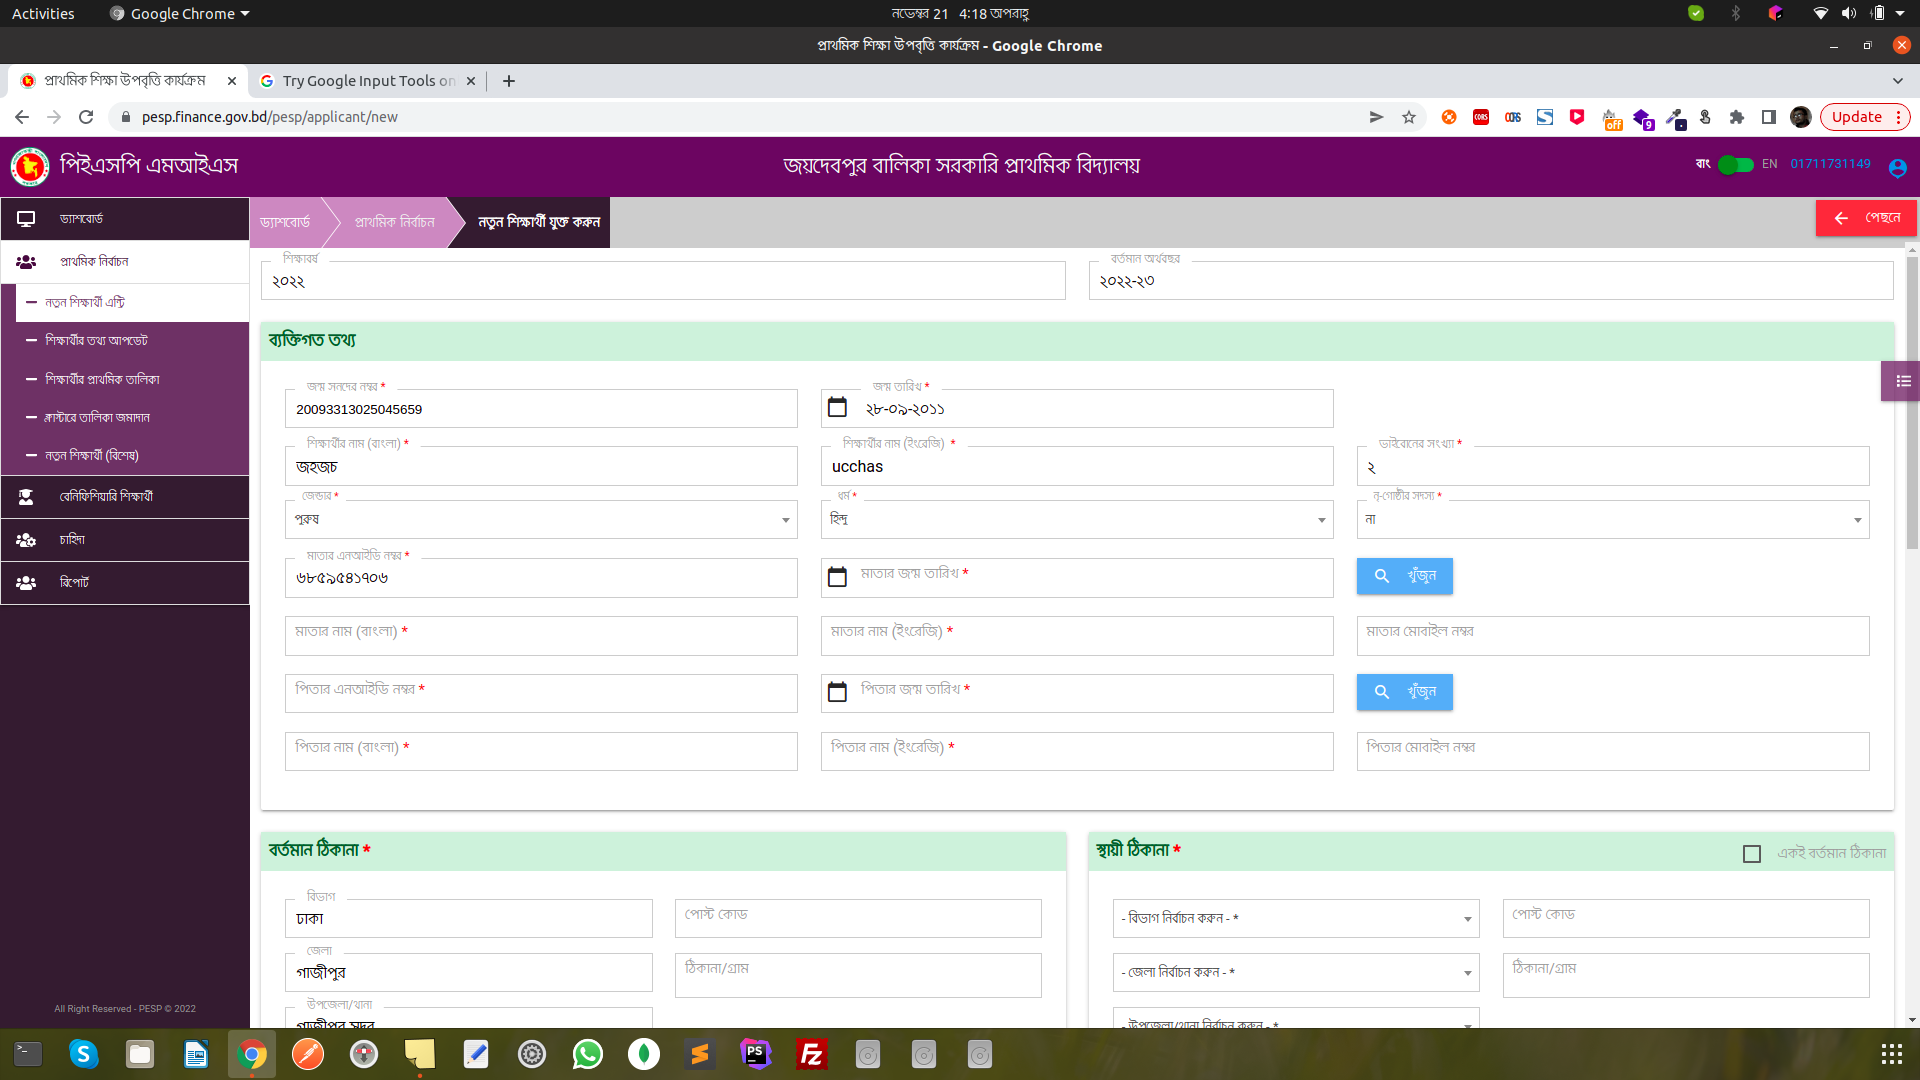 Activities
Google Chrome
নভেম্বর 21 4:18 অপরাহ্ণ
প্রাথমিক শিক্ষা উপবৃত্তি কার্যক্রম - Google Chrome
প্রাথমিক শিক্ষা উপবৃত্তি কার্যক্রম
Try Google Input Tools on
pesp.finance.gov.bd/pesp/applicant/new
CORS
CORS
off
9
Update
পিইএসপি এমআইএস
জয়দেবপুর বালিকা সরকারি প্রাথমিক বিদ্যালয়
বাং
EN
01711731149
ড্যাশবোর্ড
প্রাথমিক নির্বাচন
নতুন শিক্ষার্থী এন্ট্রি
শিক্ষার্থীর তথ্য আপডেট
শিক্ষার্থীর প্রাথমিক তালিকা
ক্লাস্টারে তালিকা জমাদান
নতুন শিক্ষার্থী (বিশেষ)
বেনিফিশিয়ারি শিক্ষার্থী
চাহিদা
রিপোর্ট
All Right Reserved - PESP © 2022
ড্যাশবোর্ড
প্রাথমিক নির্বাচন
নতুন শিক্ষার্থী যুক্ত করুন
পেছনে
শিক্ষাবর্ষ
২০২২
বর্তমান অর্থবছর
২০২২-২৩
ব্যক্তিগত তথ্য
জন্ম সনদের নম্বর *
20093313025045659
জন্ম তারিখ *
২৮-০৯-২০১১
শিক্ষার্থীর নাম (বাংলা) *
জহজচ
শিক্ষার্থীর নাম (ইংরেজি) *
ucchas
ভাইবোনের সংখ্যা *
২
জেন্ডার *
পুরুষ
ধর্ম *
হিন্দু
নৃ-গোষ্ঠীর সদস্য *
না
মাতার এনআইডি নম্বর *
৬৮৫৯৫৪১৭০৬
মাতার জন্ম তারিখ *
খুঁজুন
মাতার নাম (বাংলা) *
মাতার নাম (ইংরেজি) *
মাতার মোবাইল নম্বর
পিতার এনআইডি নম্বর *
পিতার জন্ম তারিখ *
খুঁজুন
পিতার নাম (বাংলা) *
পিতার নাম (ইংরেজি) *
পিতার মোবাইল নম্বর
বর্তমান ঠিকানা *
বিভাগ
ঢাকা
পোস্ট কোড
জেলা
গাজীপুর
ঠিকানা/গ্রাম
উপজেলা/থানা
গাজীপুর সদর
স্থায়ী ঠিকানা *
একই বর্তমান ঠিকানা
- বিভাগ নির্বাচন করুন - *
পোস্ট কোড
- জেলা নির্বাচন করুন - *
ঠিকানা/গ্রাম
- উপজেলা/থানা নির্বাচন করুন - *
PS